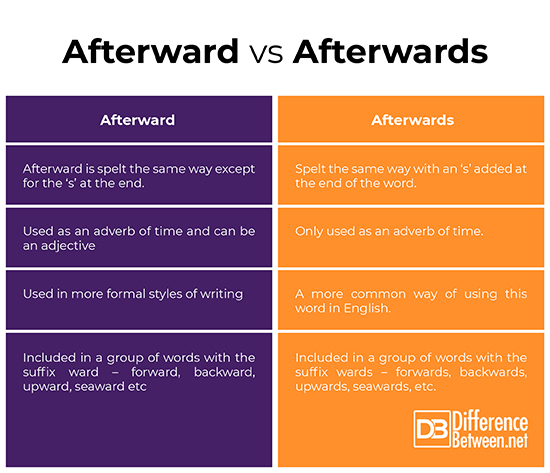 Afterward vs Afterwards
Afterward
Afterwards
Afterward is spelt the same way except
for the ‘s’ at the end.
Spelt the same way with an ‘s’ added at
the end of the word.
Used as an adverb of time and can be
an adjective
Only used as an adverb of time.
Used in more formal styles of writing
A more common way of using this
word in English.
Included in a group of words with the
suffix ward – forward, backward,
upward, seaward etc
Included in a group of words with the
suffix wards – forwards, backwards,
upwards, seawards, etc.
DB Difference
Between.net